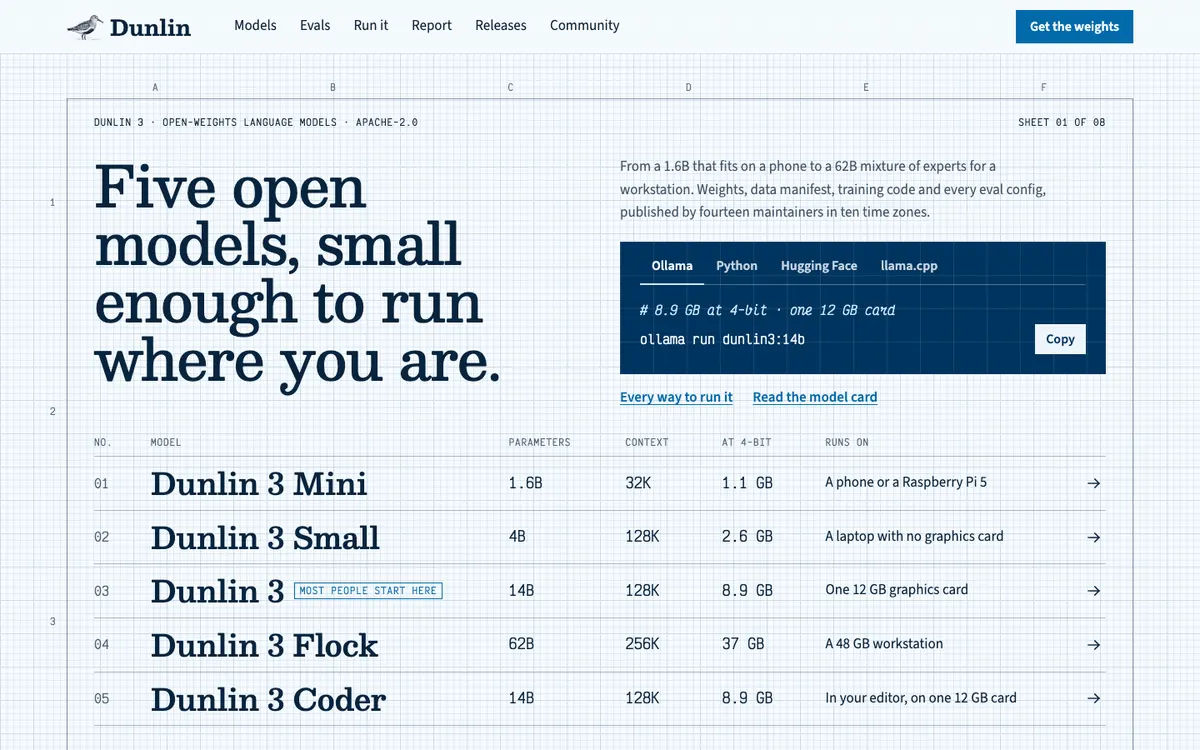 Dunlin
Models Evals Run it Report Releases Community
Get the weights
A B C D E F
DUNLIN 3 · OPEN-WEIGHTS LANGUAGE MODELS · APACHE-2.0
SHEET 01 OF 08
1
Five open
models, small
enough to run
where you are.
From a 1.6B that fits on a phone to a 62B mixture of experts for a
workstation. Weights, data manifest, training code and every eval config,
published by fourteen maintainers in ten time zones.
Ollama Python Hugging Face llama.cpp
# 8.9 GB at 4-bit · one 12 GB card
ollama run dunlin3:14b
Copy
Every way to run it Read the model card
2
NO. MODEL PARAMETERS CONTEXT AT 4-BIT RUNS ON
01 Dunlin 3 Mini 1.6B 32K 1.1 GB A phone or a Raspberry Pi 5 →
02 Dunlin 3 Small 4B 128K 2.6 GB A laptop with no graphics card →
03 Dunlin 3 MOST PEOPLE START HERE 14B 128K 8.9 GB One 12 GB graphics card →
3
04 Dunlin 3 Flock 62B 256K 37 GB A 48 GB workstation →
05 Dunlin 3 Coder 14B 128K 8.9 GB In your editor, on one 12 GB card →